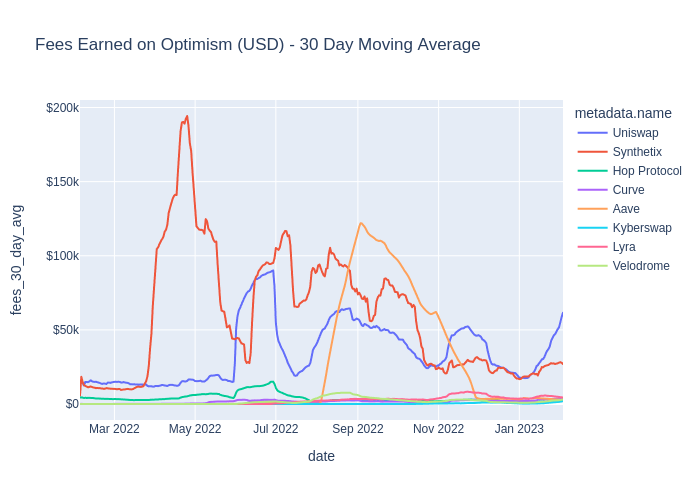 Fees Earned on Optimism (USD) - 30 Day Moving Average
fees_30_day_avg
$200k
$150k
$100k
$50k
$0
Mar 2022
May 2022
Jul 2022
Sep 2022
Nov 2022
Jan 2023
date
metadata.name
Uniswap
Synthetix
Hop Protocol
Curve
Aave
Kyberswap
Lyra
Velodrome